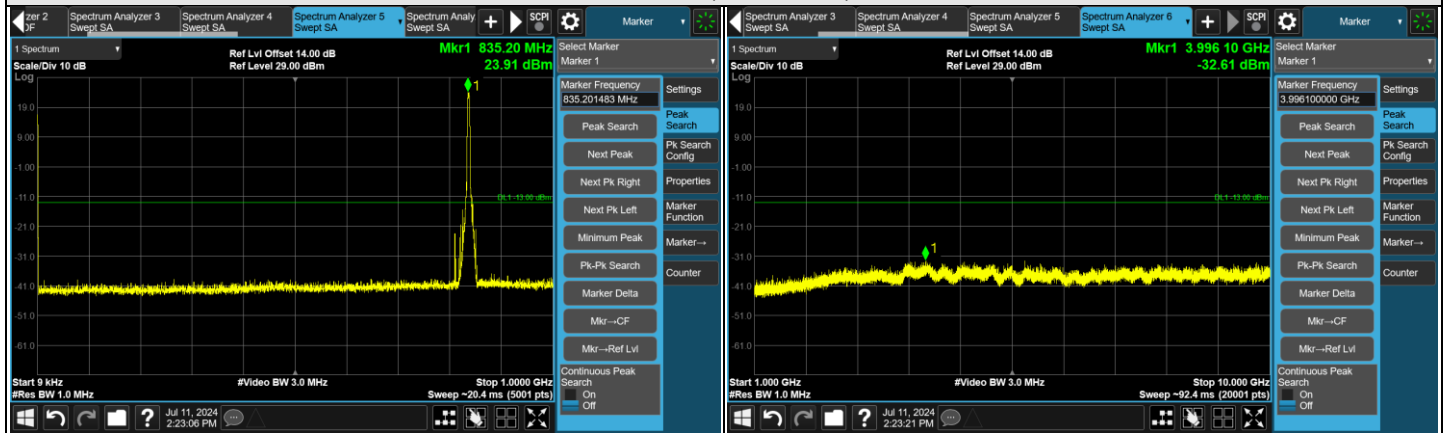 zer 2
DF
Spectrum Analyzer 3
Swept SA
Spectrum Analyzer 4
Swept SA
Spectrum Analyzer 5
Swept SA
Spectrum Analy
Swept SA
SCPI
Marker
1 Spectrum
Scale/Div 10 dB
Log
Ref Lvl Offset 14.00 dB
Ref Level 29.00 dBm
Mkr1 835.20 MHz
23.91 dBm
1
19.0
9.00
-1.00
-11.0
-21.0
-31.0
-41.0
-51.0
-61.0
DL1 -13.00 dBm
Start 9 kHz
#Res BW 1.0 MHz
#Video BW 3.0 MHz
Stop 1.0000 GHz
Sweep ~20.4 ms (5001 pts)
Select Marker
Marker 1
Marker Frequency
835.201483 MHz
Peak Search
Next Peak
Next Pk Right
Next Pk Left
Minimum Peak
Pk-Pk Search
Marker Delta
Mkr→CF
Mkr→Ref Lvl
Continuous Peak
Search
On
Off
Settings
Peak
Search
Pk Search
Config
Properties
Marker
Function
Marker→
Counter
?
Jul 11, 2024
2:23:06 PM
Spectrum Analyzer 3
Swept SA
Spectrum Analyzer 4
Swept SA
Spectrum Analyzer 5
Swept SA
Spectrum Analyzer 6
Swept SA
SCPI
Marker
1 Spectrum
Scale/Div 10 dB
Log
Ref Lvl Offset 14.00 dB
Ref Level 29.00 dBm
Mkr1 3.996 10 GHz
-32.61 dBm
1
19.0
9.00
-1.00
-11.0
-21.0
-31.0
-41.0
-51.0
-61.0
DL1 -13.00 dBm
Start 1.000 GHz
#Res BW 1.0 MHz
#Video BW 3.0 MHz
Stop 10.000 GHz
Sweep ~92.4 ms (20001 pts)
Select Marker
Marker 1
Marker Frequency
3.996100000 GHz
Peak Search
Next Peak
Next Pk Right
Next Pk Left
Minimum Peak
Pk-Pk Search
Marker Delta
Mkr→CF
Mkr→Ref Lvl
Continuous Peak
Search
On
Off
Settings
Peak
Search
Pk Search
Config
Properties
Marker
Function
Marker→
Counter
?
Jul 11, 2024
2:23:21 PM